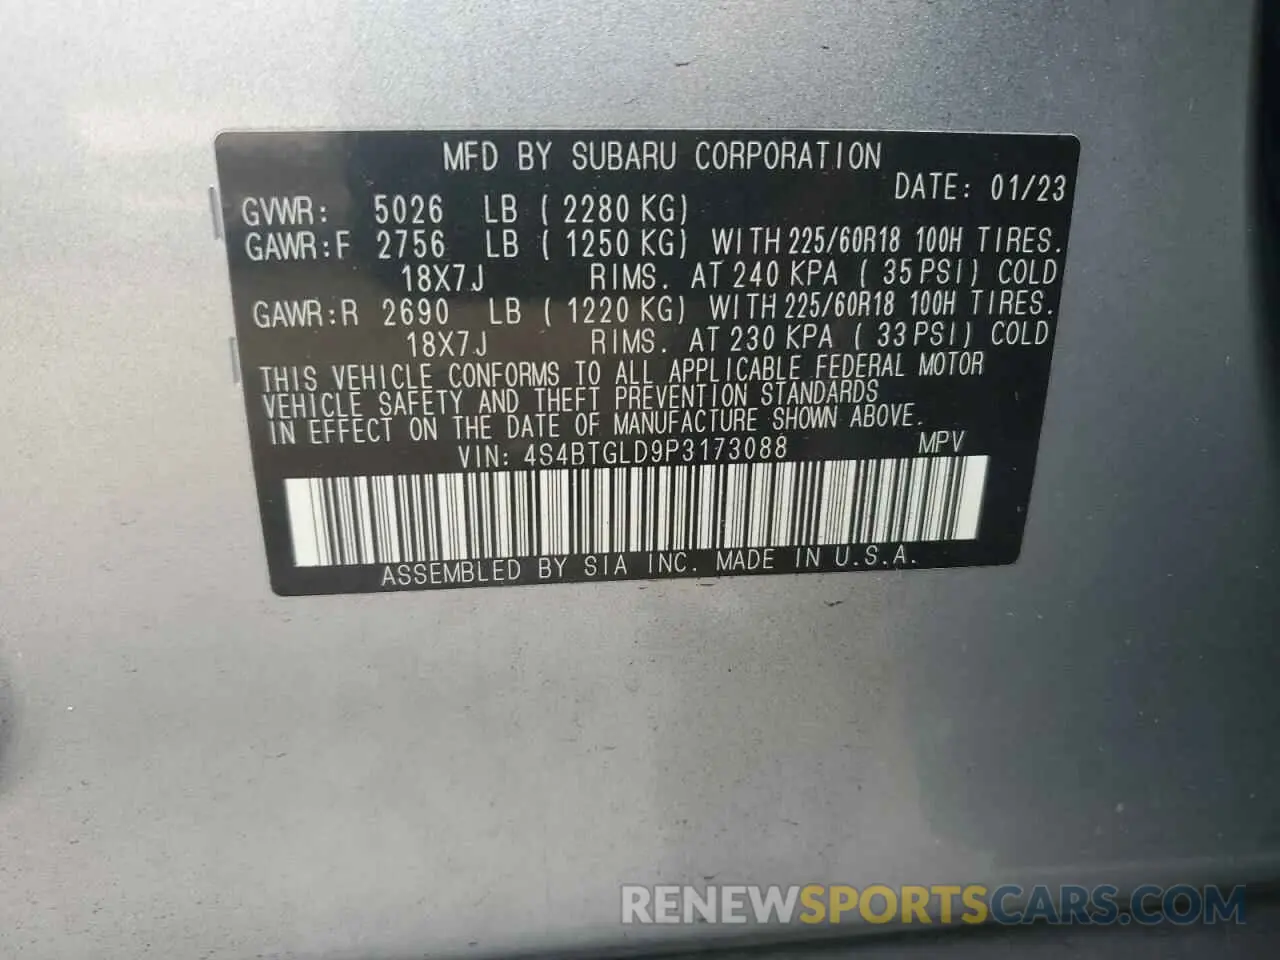 MFD BY SUBARU CORPORATION
DATE: 01/23
GVWR: 5026 LB ( 2280 KG)
GAWR:F 2756 LB ( 1250 KG) WITH 225/60R18 100H TIRES.
18X7J RIMS. AT 240 KPA ( 35 PSI) COLD
GAWR:R 2690 LB ( 1220 KG) WITH 225/60R18 100H TIRES.
18X7J RIMS. AT 230 KPA ( 33 PSI) COLD
THIS VEHICLE CONFORMS TO ALL APPLICABLE FEDERAL MOTOR
VEHICLE SAFETY AND THEFT PREVENTION STANDARDS
IN EFFECT ON THE DATE OF MANUFACTURE SHOWN ABOVE.
VIN: 4S4BTGLD9P3173088 MPV
ASSEMBLED BY SIA INC. MADE IN U.S.A.
RENEWSPORTSCARS.COM